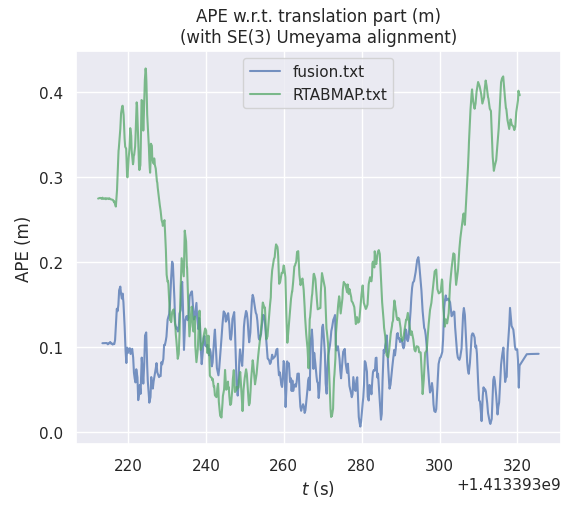 APE w.r.t. translation part (m)
(with SE(3) Umeyama alignment)
fusion.txt
RTABMAP.txt
APE (m)
0.4
0.3
0.2
0.1
0.0
220 240 260 280 300 320
t (s)
+1.413393e9